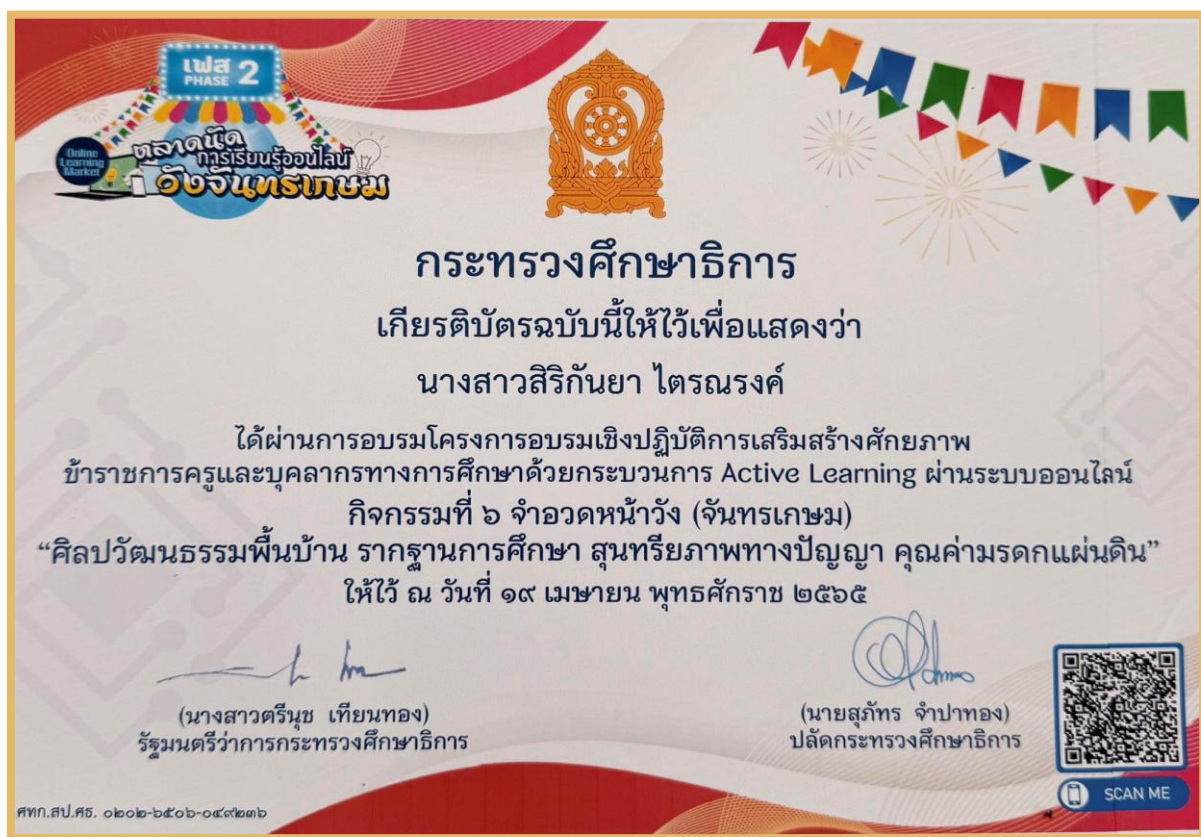 เฟส 2
PHASE
Online
Learning
Market
ตลาดนัด
การเรียนรู้ออนไลน์
วังจันทรเกษม
กระทรวงศึกษาธิการ
เกียรติบัตรฉบับนี้ให้ไว้เพื่อแสดงว่า
นางสาวสิริกันยา ไตรณรงค์
ได้ผ่านการอบรมโครงการอบรมเชิงปฏิบัติการเสริมสร้างศักยภาพ
ข้าราชการครูและบุคลากรทางการศึกษาด้วยกระบวนการ Active Learning ผ่านระบบออนไลน์
กิจกรรมที่ ๖ จำอวดหน้าวัง (จันทรเกษม)
“ศิลปวัฒนธรรมพื้นบ้าน รากฐานการศึกษา สุนทรียภาพทางปัญญา คุณค่ามรดกแผ่นดิน”
ให้ไว้ ณ วันที่ ๑๙ เมษายน พุทธศักราช ๒๕๖๕
(นางสาวตรีนุช เทียนทอง)
รัฐมนตรีว่าการกระทรวงศึกษาธิการ
(นายสุภัทร จำปาทอง)
ปลัดกระทรวงศึกษาธิการ
SCAN ME
ศทก.สป.ศธ. ๐๒๐๒-๖๕๐๖-๐๔๙๒๓๖